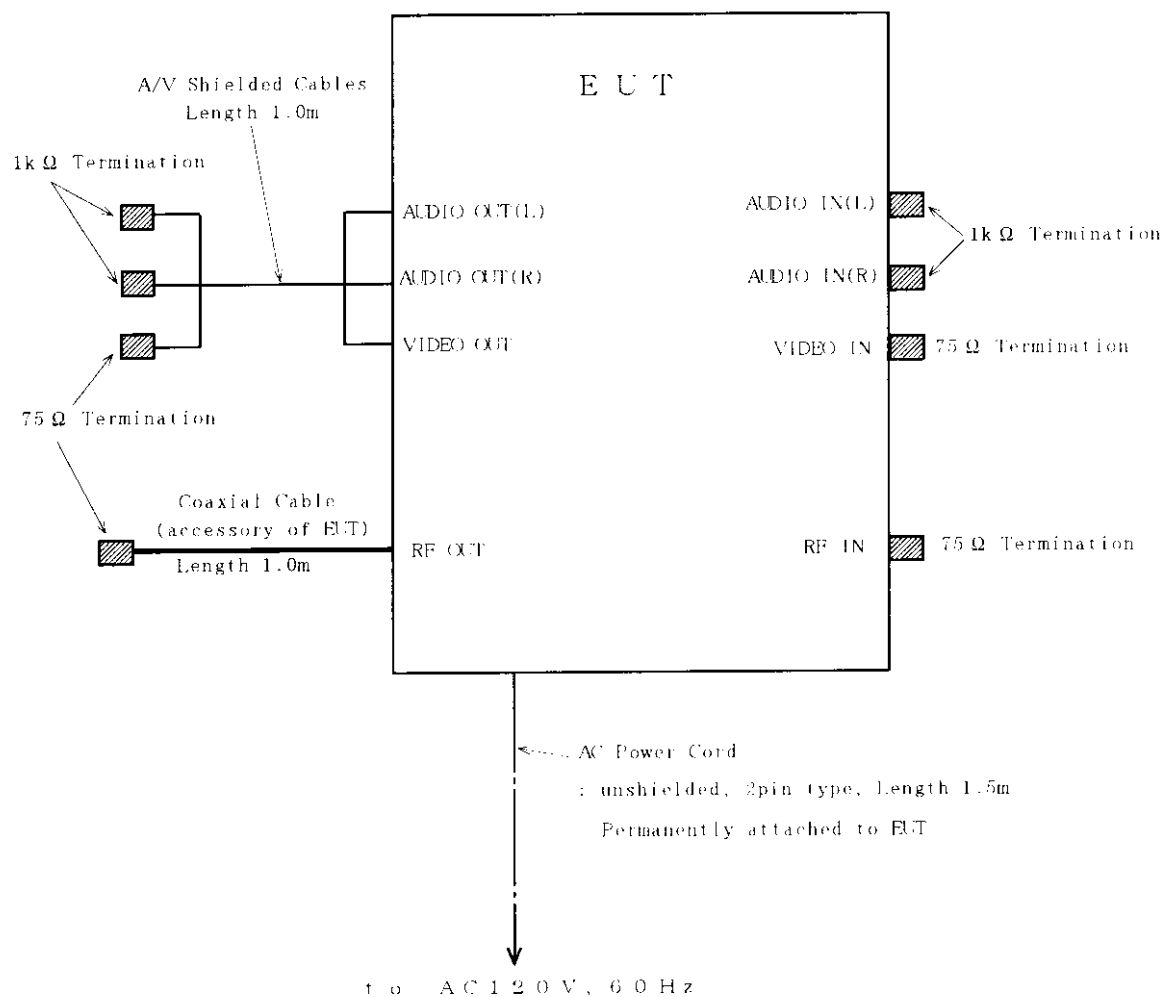 EUT
A/V Shielded Cables
Length 1.0m
1kΩ Termination
AUDIO OUT(L)
AUDIO OUT(R)
VIDEO OUT
75Ω Termination
Coaxial Cable
(accessory of EUT)
Length 1.0m
RF OUT
AUDIO IN(L)
AUDIO IN(R)
1kΩ Termination
VIDEO IN
75Ω Termination
RF IN
75Ω Termination
AC Power Cord
: unshielded, 2pin type, Length 1.5m
Permanently attached to EUT
to AC120V, 60Hz